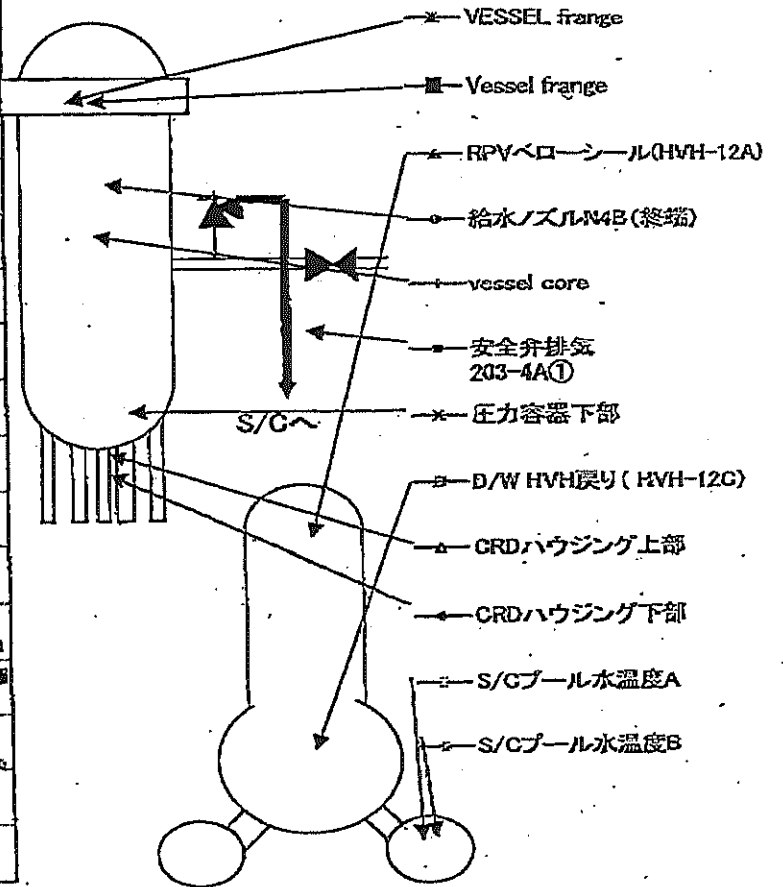 VESSEL frange
Vessel frange
RPVベローシール(HVH-12A)
給水ノズルN4B(終端)
vessel core
安全弁排気
203-4A①
S/Cへ
圧力容器下部
D/W HVH戻り( HVH-12C)
CRDハウジング上部
CRDハウジング下部
S/Cプール水温度A
S/Cプール水温度B